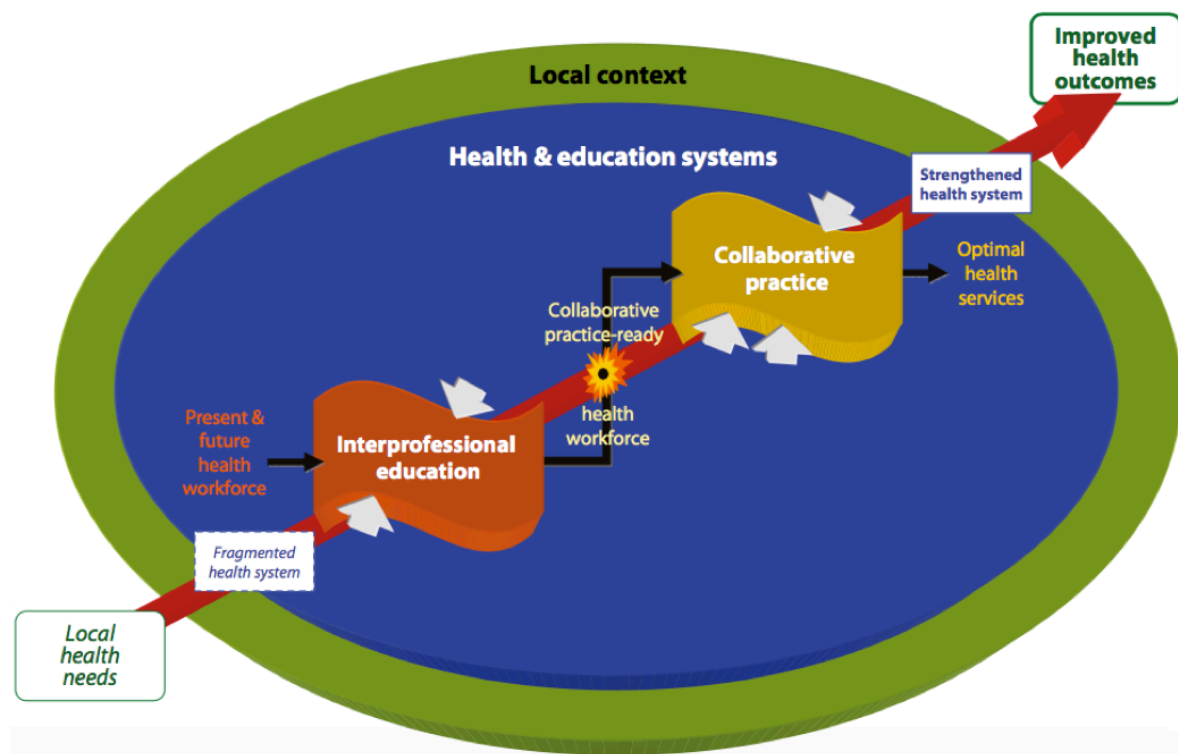 Improved
health
outcomes
Local context
Health & education systems
Strengthened
health system
Collaborative
practice
Optimal
health
services
Collaborative
practice-ready
health
workforce
Present &
future
health
workforce
Interprofessional
education
Fragmented
health system
Local
health
needs